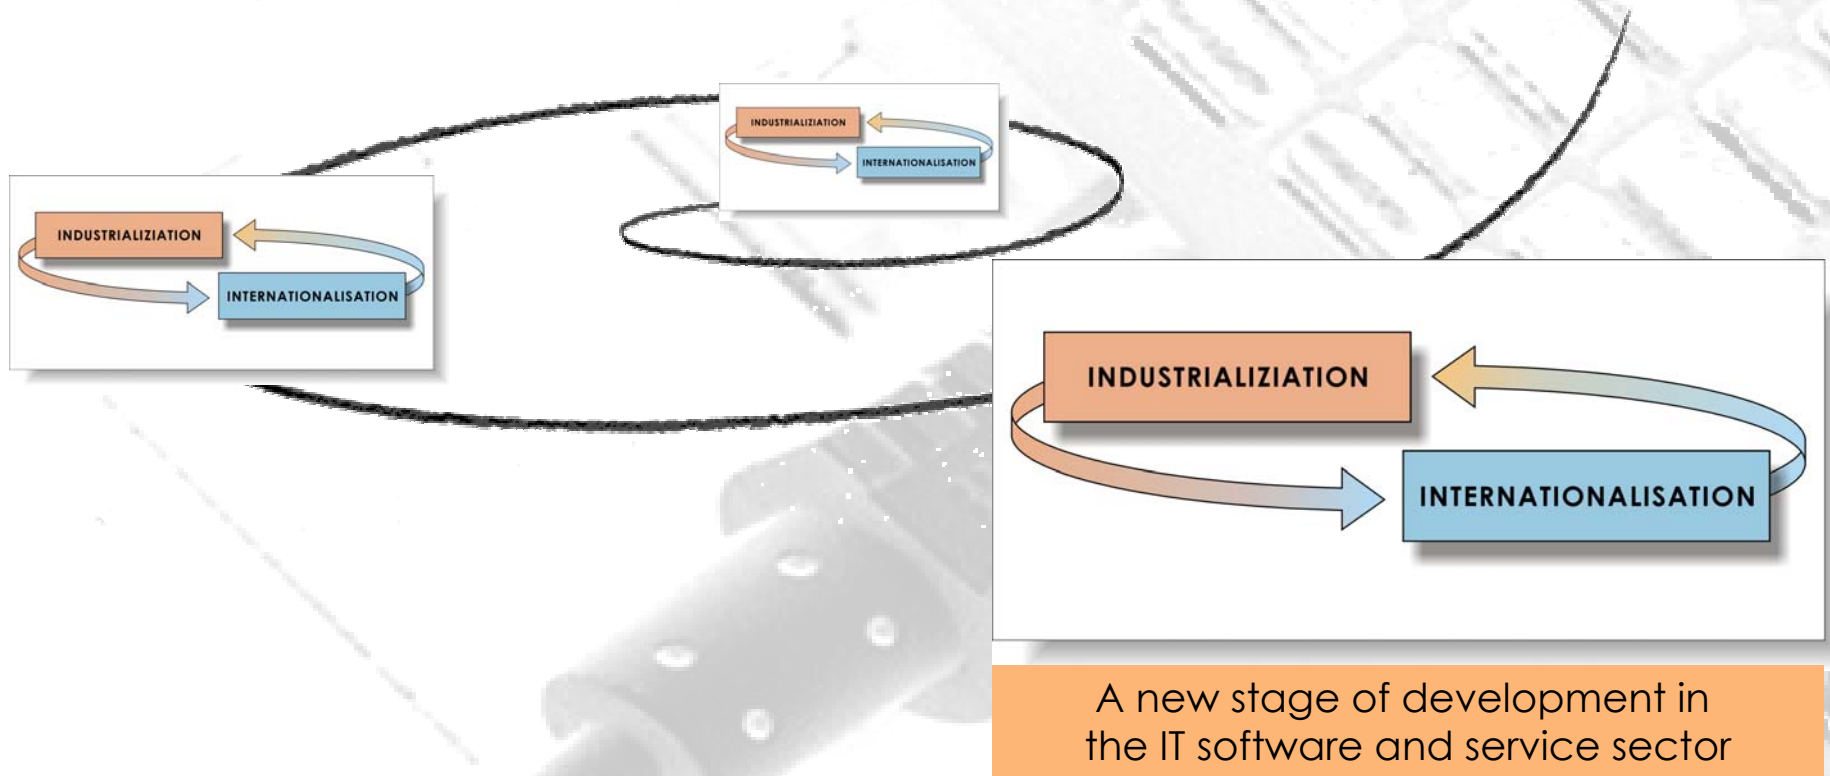 INDUSTRIALIZIATION
INTERNATIONALISATION
INDUSTRIALIZIATION
INTERNATIONALISATION
INDUSTRIALIZIATION
INTERNATIONALISATION
A new stage of development in
the IT software and service sector